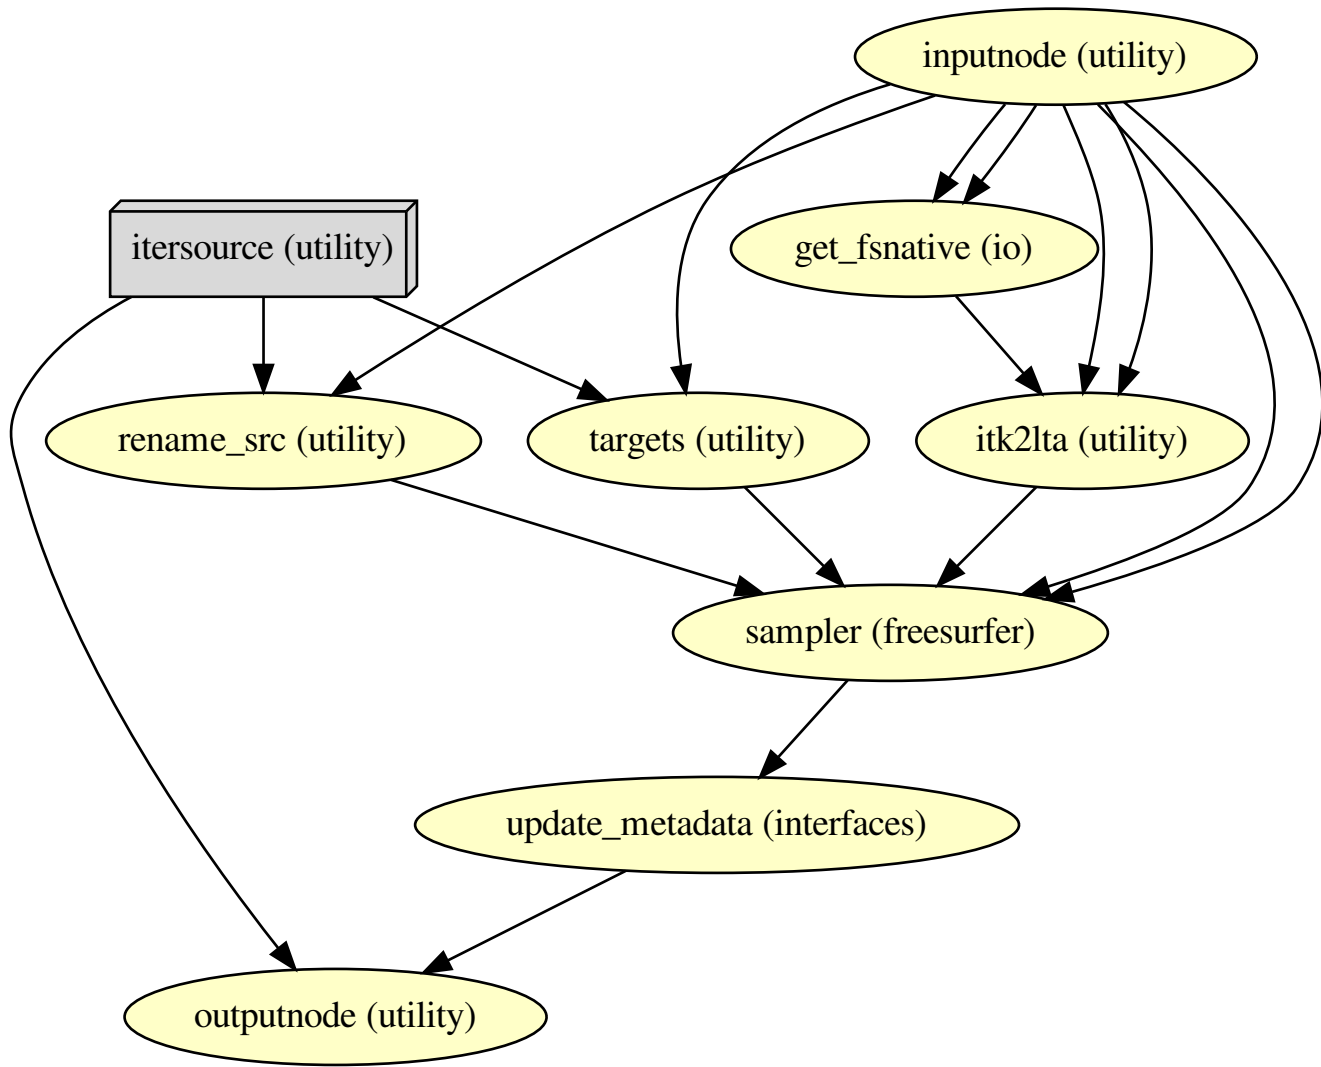 inputnode (utility)
itersource (utility)
get_fsnative (io)
rename_src (utility)
targets (utility)
itk2lta (utility)
sampler (freesurfer)
update_metadata (interfaces)
outputnode (utility)